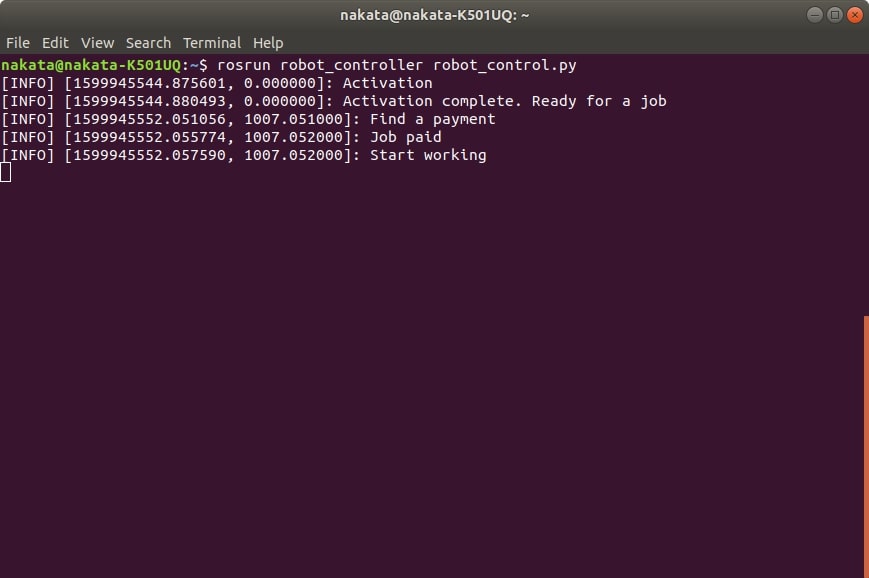 nakata@nakata-K501UQ: ~
File Edit View Search Terminal Help
nakata@nakata-K501UQ:~$ rosrun robot_controller robot_control.py
[INFO] [1599945544.875601, 0.000000]: Activation
[INFO] [1599945544.880493, 0.000000]: Activation complete. Ready for a job
[INFO] [1599945552.051056, 1007.051000]: Find a payment
[INFO] [1599945552.055774, 1007.052000]: Job paid
[INFO] [1599945552.057590, 1007.052000]: Start working